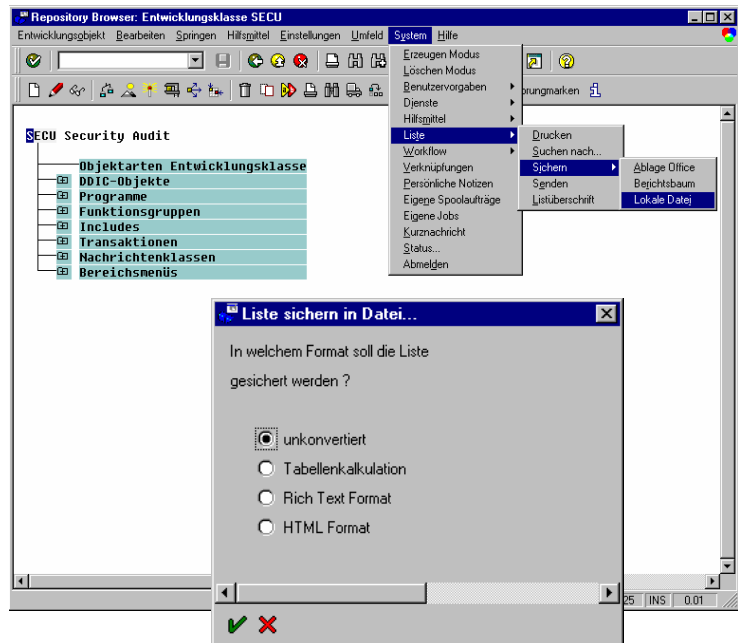 Repository Browser: Entwicklungsklasse SECU
Entwicklungsobjekt Bearbeiten Springen Hilfsmittel Einstellungen Umfeld System Hilfe
Erzeugen Modus
Löschen Modus
Benutzervorgaben
Dienste
Hilfsmittel
Liste
Workflow
Verknüpfungen
Persönliche Notizen
Eigene Spoolaufträge
Eigene Jobs
Kurznachricht
Status...
Abmelden
Drucken
Suchen nach...
Sichern
Senden
Listüberschrift
Ablage Office
Berichtsbaum
Lokale Datei
SECU Security Audit
Objektarten Entwicklungsklasse
DDIC-Objekte
Programme
Funktionsgruppen
Includes
Transaktionen
Nachrichtenklassen
Bereichsmenüs
Liste sichern in Datei...
In welchem Format soll die Liste
gesichert werden ?
unkonvertiert
Tabellenkalkulation
Rich Text Format
HTML Format
25 INS 0.01